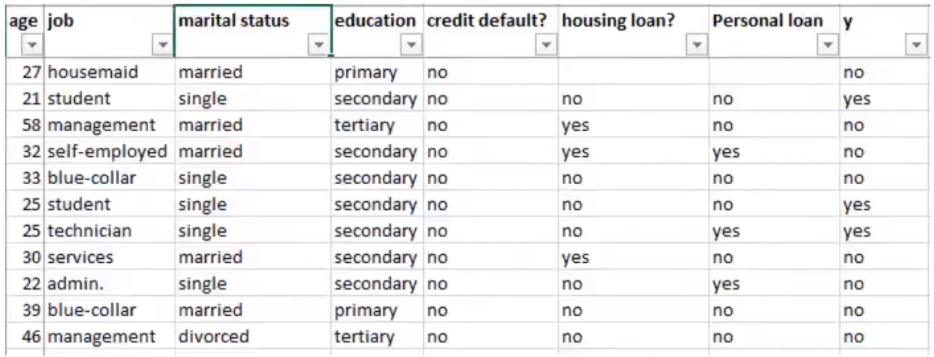 age job marital status education credit default? housing loan? Personal loan y
27 housemaid married primary no no
21 student single secondary no no no yes
58 management married tertiary no yes no no
32 self-employed married secondary no yes yes no
33 blue-collar single secondary no no no no
25 student single secondary no no no yes
25 technician single secondary no no yes yes
30 services married secondary no yes no no
22 admin. single secondary no no yes no
39 blue-collar married primary no no no no
46 management divorced tertiary no no no no